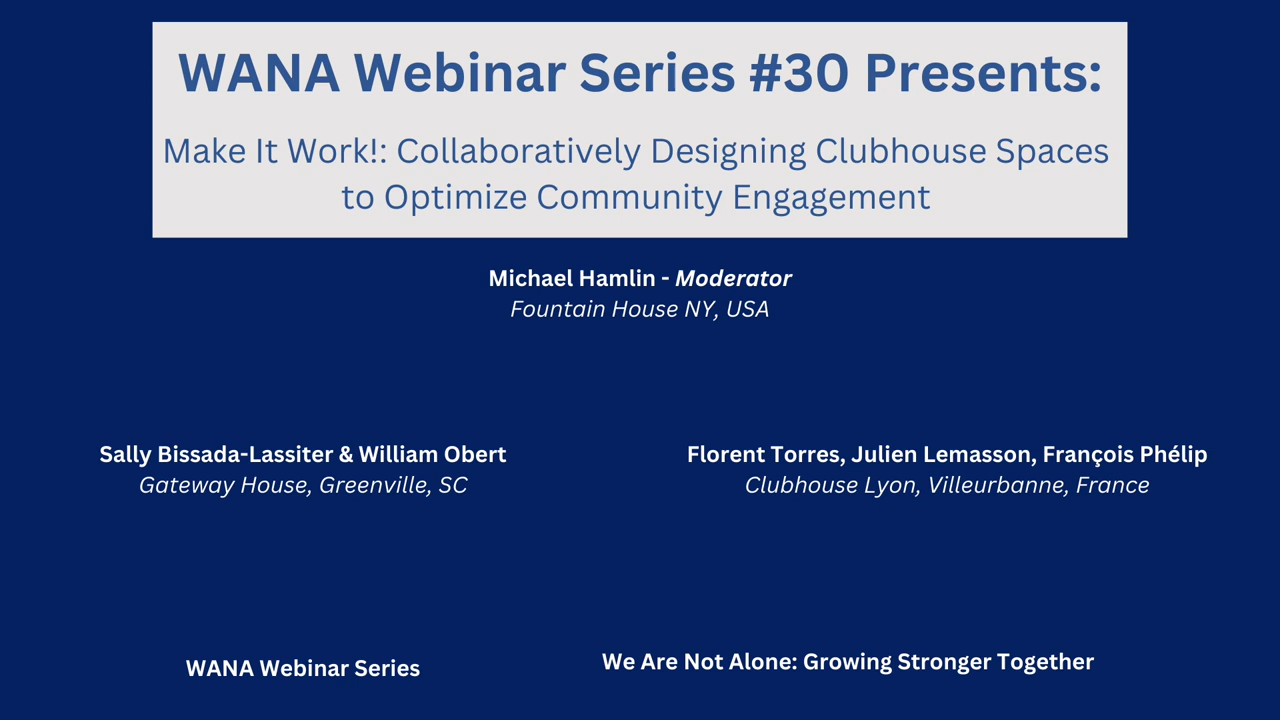 WANA Webinar Series #30 Presents:
Make It Work!: Collaboratively Designing Clubhouse Spaces
to Optimize Community Engagement
Michael Hamlin - Moderator
Fountain House NY, USA
Sally Bissada-Lassiter & William Obert
Gateway House, Greenville, SC
Florent Torres, Julien Lemasson, François Phélip
Clubhouse Lyon, Villeurbanne, France
WANA Webinar Series
We Are Not Alone: Growing Stronger Together